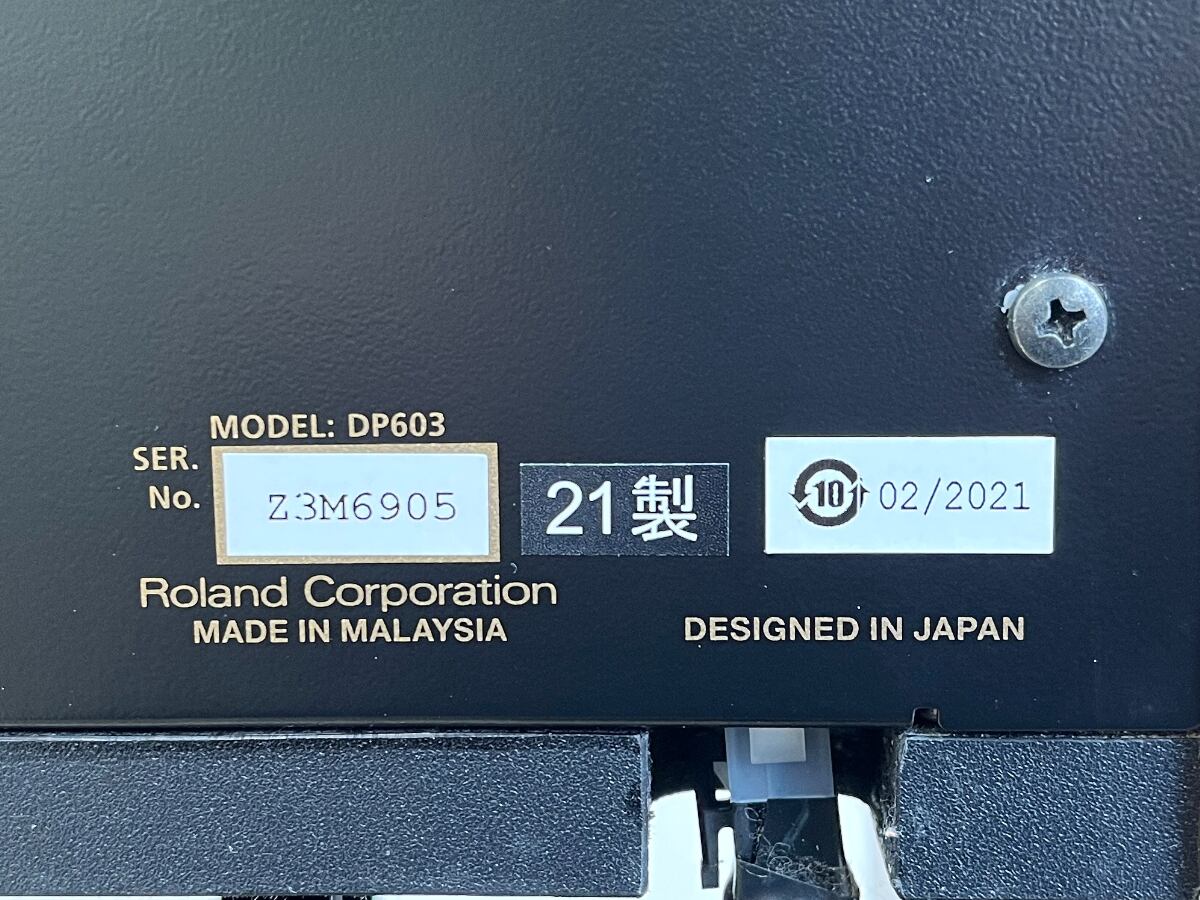 MODEL: DP603
SER.
No.
Z3M6905
21製
10 02/2021
Roland Corporation
MADE IN MALAYSIA
DESIGNED IN JAPAN